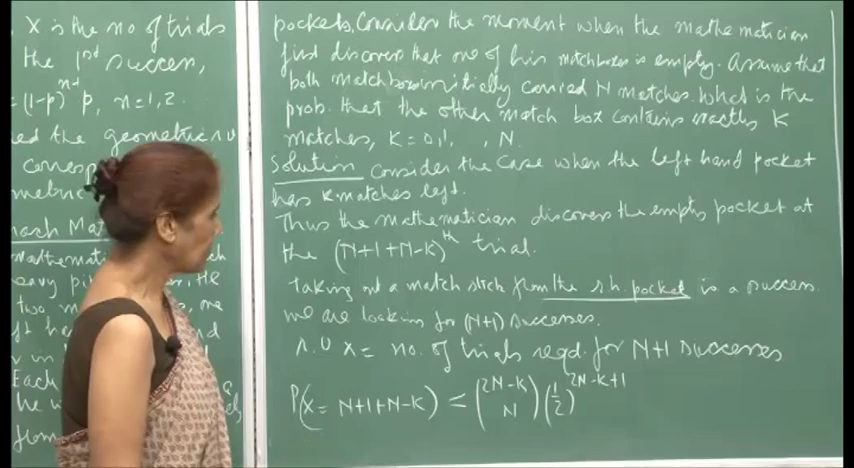 X is the no of trials
the 1st success,
=(1-p)^{n-1} p, n=1,2.
ed the geometric
corresp
metric
nach Mat
mathemati
heavy pi
two m
Each
from
pockets. Consider the moment when the mathematician
first discovers that one of his matchboxes is empty. Assume that
both matchboxes initially carried N matches. What is the
prob. that the other match box contains exactly K
matches, K = 0,1, , N.
Solution Consider the case when the left hand pocket
has K matches left.
Thus the mathematician discovers the empty pocket at
the (N+1+N-K)^{th} trial.
Taking out a match stick from the r.h. pocket is a success.
we are looking for (N+1) successes.
X = no. of trials reqd. for N+1 successes
P(X = N+1+N-K) = \binom{2N-K}{N} (1/2)^{2N-K+1}